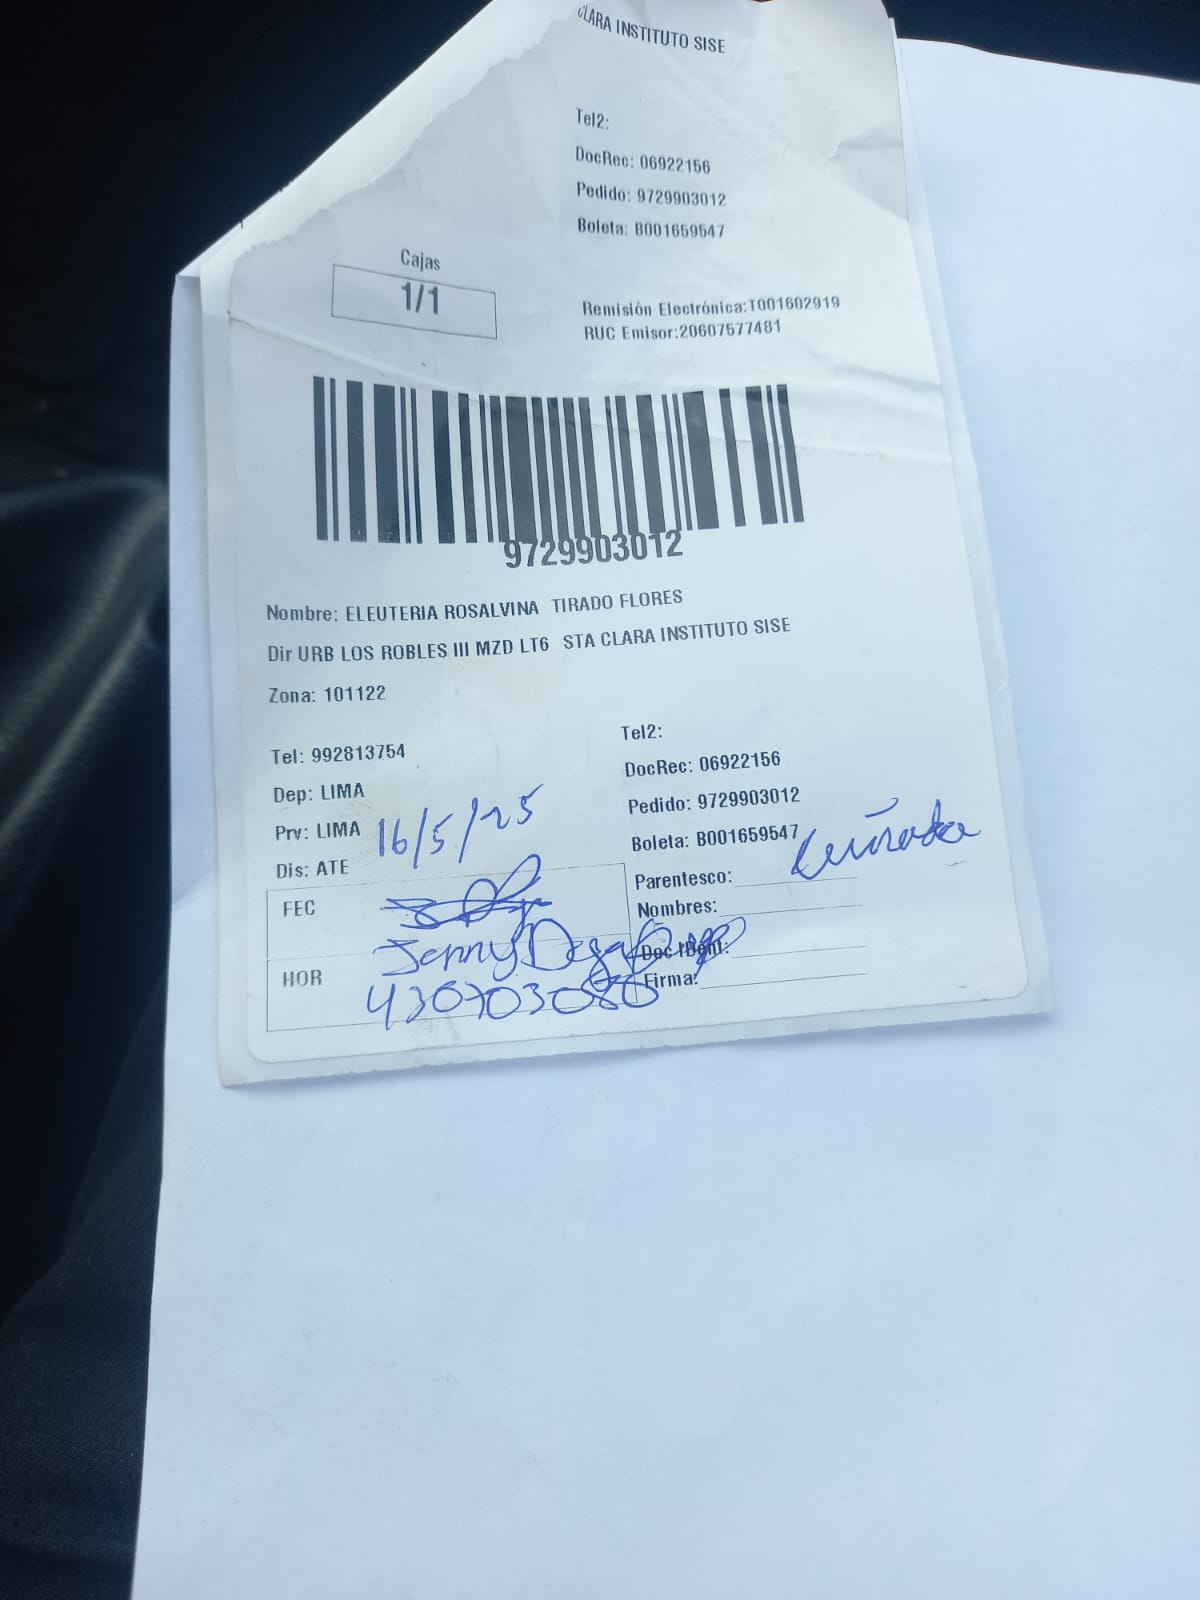 CLARA INSTITUTO SISE
Tel2:
DocRec: 06922156
Pedido: 9729903012
Boleta: B001659547
Cajas
1/1
Remisión Electrónica:T001602919
RUC Emisor:20607577481
9729903012
Nombre: ELEUTERIA ROSALVINA TIRADO FLORES
Dir URB LOS ROBLES III MZD LT6 STA CLARA INSTITUTO SISE
Zona: 101122
Tel: 992813754
Tel2:
Dep: LIMA
DocRec: 06922156
Prv: LIMA 16/5/25
Pedido: 9729903012
Dis: ATE
Boleta: B001659547
Parentesco: Cuñada
FEC
Nombres:
Jenny
Doc IDent:
HOR
Firma: